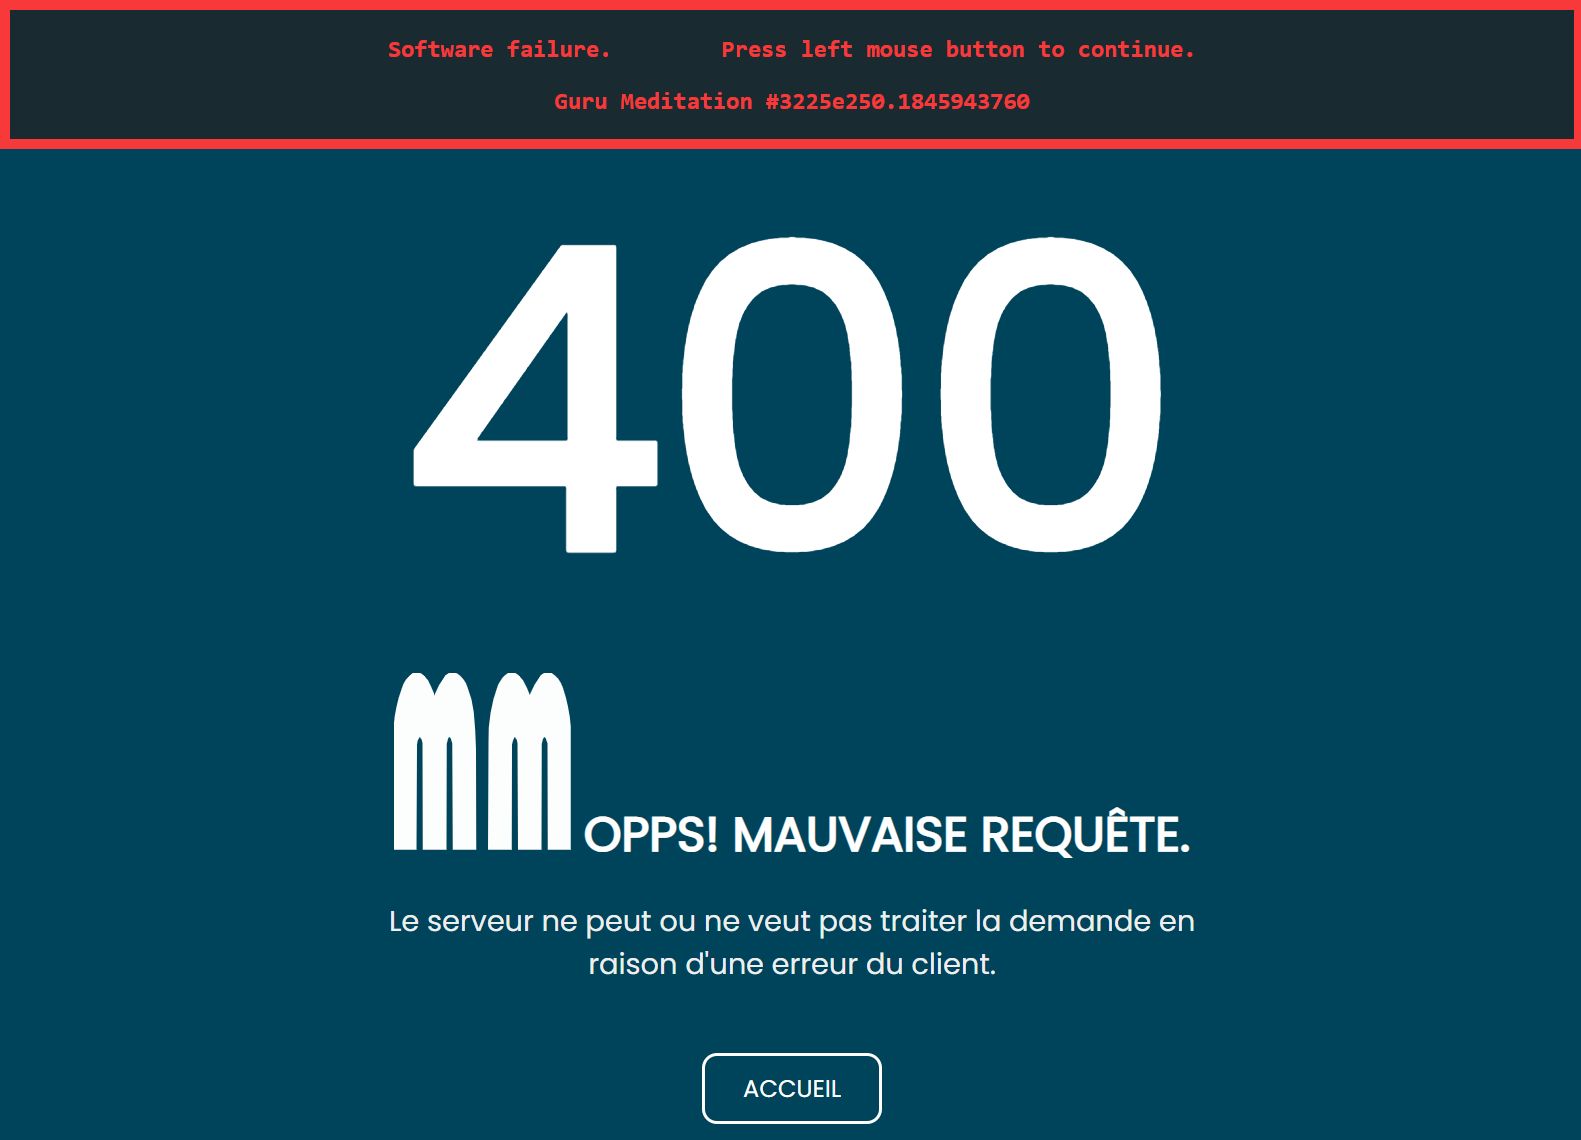 Software failure. Press left mouse button to continue.
Guru Meditation #3225e250.1845943760
400
OPPS! MAUVAISE REQUÊTE.
Le serveur ne peut ou ne veut pas traiter la demande en
raison d'une erreur du client.
ACCUEIL